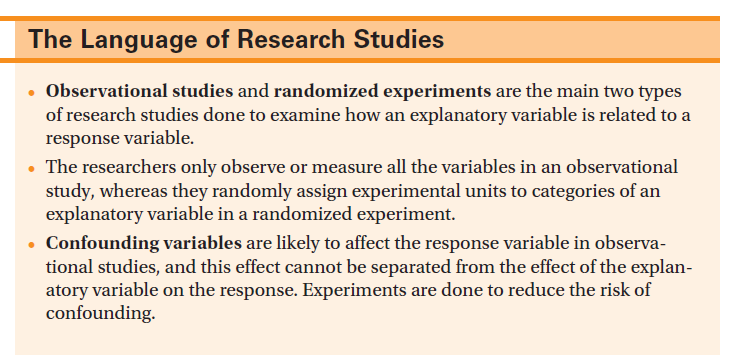 The Language of Research Studies
• Observational studies and randomized experiments are the main two types
of research studies done to examine how an explanatory variable is related to a
response variable.
• The researchers only observe or measure all the variables in an observational
study, whereas they randomly assign experimental units to categories of an
explanatory variable in a randomized experiment.
• Confounding variables are likely to affect the response variable in observa-
tional studies, and this effect cannot be separated from the effect of the explan-
atory variable on the response. Experiments are done to reduce the risk of
confounding.